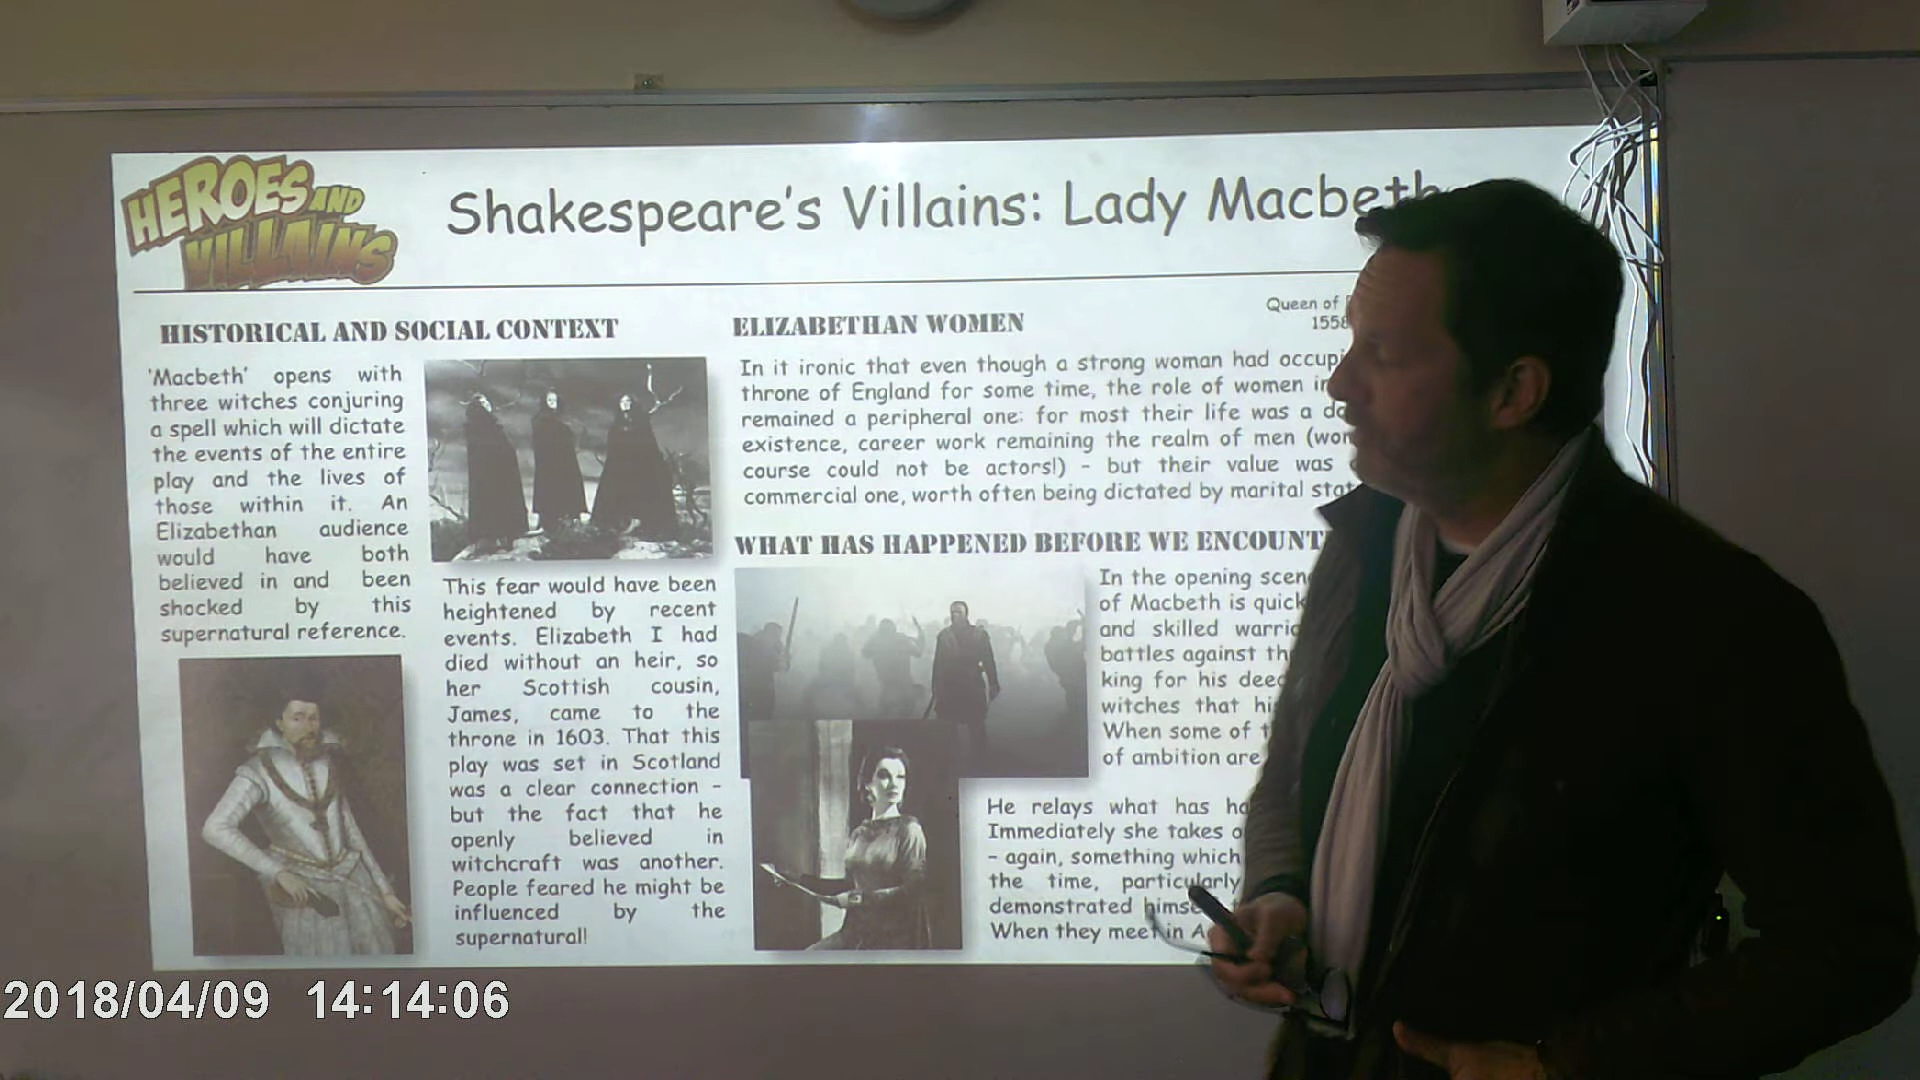 HEROES AND
VILLAINS
Shakespeare's Villains: Lady Macbeth
HISTORICAL AND SOCIAL CONTEXT
'Macbeth' opens with
three witches conjuring
a spell which will dictate
the events of the entire
play and the lives of
those within it. An
Elizabethan audience
would have both
believed in and been
shocked by this
supernatural reference.
This fear would have been
heightened by recent
events. Elizabeth I had
died without an heir, so
her Scottish cousin,
James, came to the
throne in 1603. That this
play was set in Scotland
was a clear connection –
but the fact that he
openly believed in
witchcraft was another.
People feared he might be
influenced by the
supernatural!
ELIZABETHAN WOMEN
Queen of
1558
In it ironic that even though a strong woman had
throne of England for some time, the role of women
remained a peripheral one: for most their life was a
existence, career work remaining the realm of men
course could not be actors!) – but their value was
commercial one, worth often being dictated by marital
WHAT HAS HAPPENED BEFORE WE
In the opening
of Macbeth is
and skilled
battles against
king for his
witches that
When some of
of ambition are
He relays what has
Immediately she takes
– again, something which
the time, particularly
demonstrated
When they meet in
2018/04/09 14:14:06